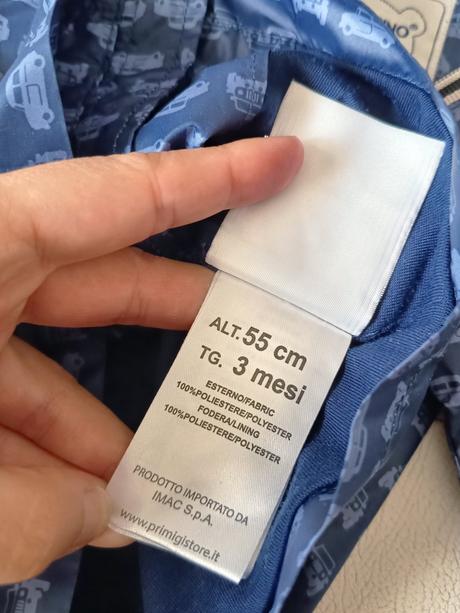 ALT. 55 cm
TG. 3 mesi
ESTERNO/FABRIC
100%POLIESTERE/POLYESTER
FODERA/LINING
100%POLIESTERE/POLYESTER
PRODOTTO IMPORTATO DA
IMAC S.p.A.
www.primigistore.it